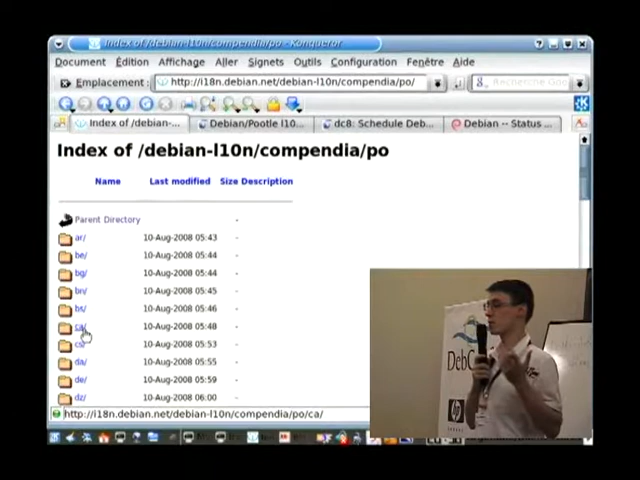 Index of /debian-l10n/compendia/po - Konqueror
Document Édition Affichage Aller Signets Outils Configuration Fenêtre Aide
Emplacement: http://i18n.debian.net/debian-l10n/compendia/po/ Recherche Goo
Index of /debian-... Debian/Pootle l10... dc8: Schedule Deb... Debian -- Status ...
Index of /debian-l10n/compendia/po
Name Last modified Size Description
Parent Directory -
ar/ 10-Aug-2008 05:43 -
be/ 10-Aug-2008 05:44 -
bg/ 10-Aug-2008 05:44 -
bn/ 10-Aug-2008 05:45 -
bs/ 10-Aug-2008 05:46 -
ca/ 10-Aug-2008 05:48 -
cs/ 10-Aug-2008 05:53 -
da/ 10-Aug-2008 05:55 -
de/ 10-Aug-2008 05:59 -
dz/ 10-Aug-2008 06:00 -
http://i18n.debian.net/debian-l10n/compendia/po/ca/
DebC
hp